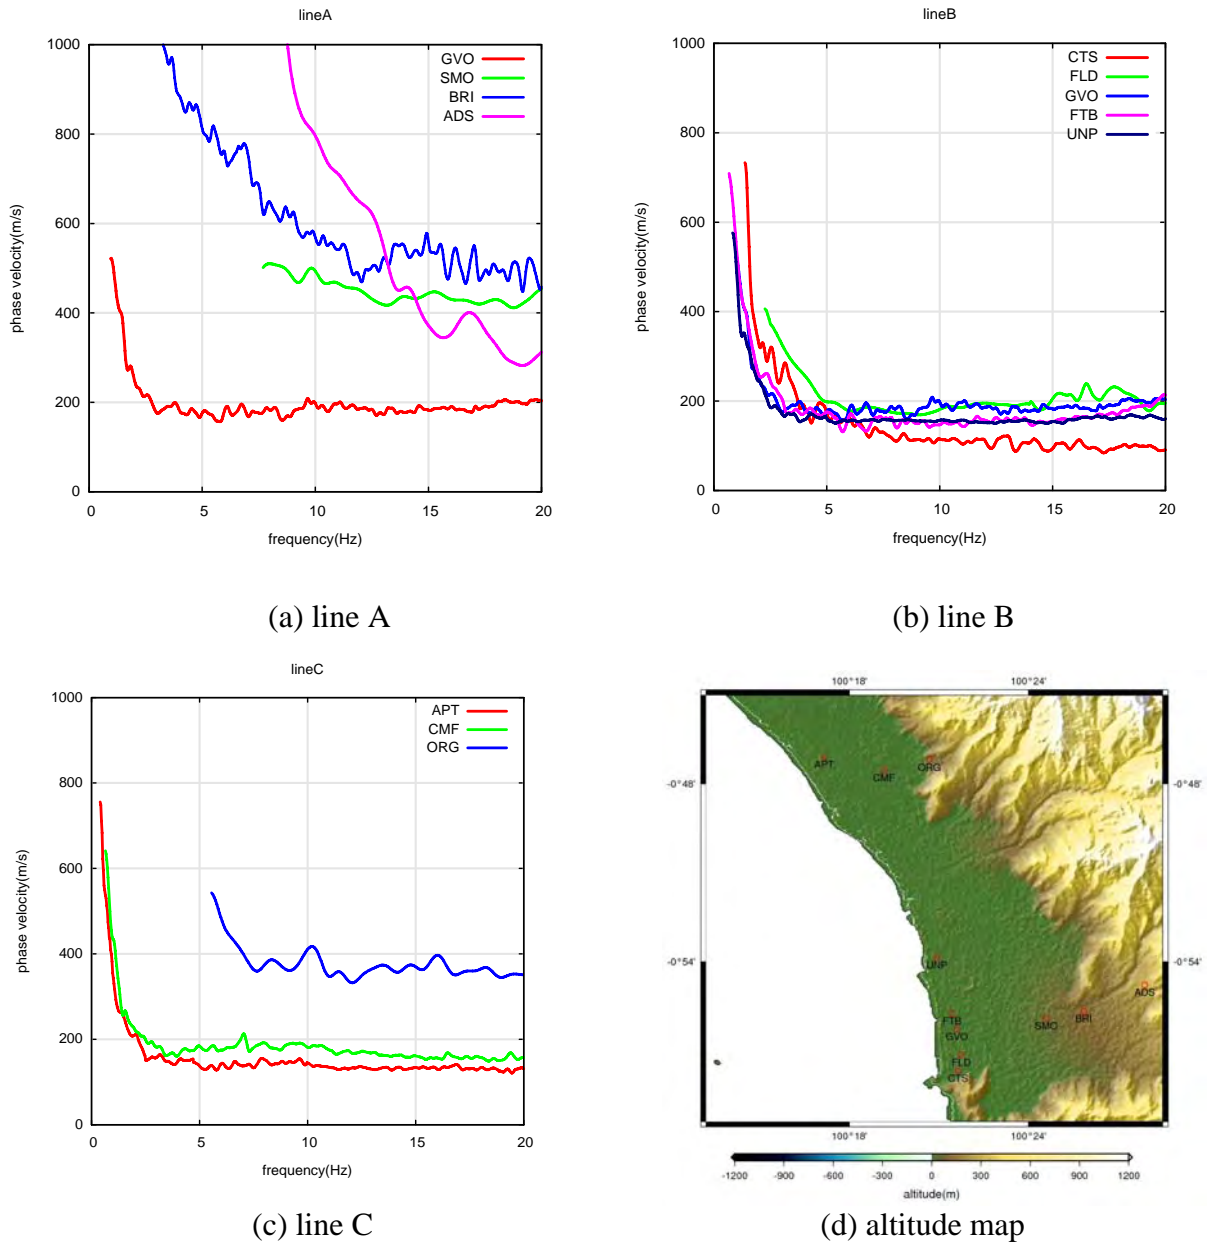 lineA
1000
800
600
400
200
0
0 5 10 15 20
phase velocity(m/s)
frequency(Hz)
GVO
SMO
BRI
ADS
(a) line A
lineB
1000
800
600
400
200
0
0 5 10 15 20
phase velocity(m/s)
frequency(Hz)
CTS
FLD
GVO
FTB
UNP
(b) line B
lineC
1000
800
600
400
200
0
0 5 10 15 20
phase velocity(m/s)
frequency(Hz)
APT
CMF
ORG
(c) line C
100°18' 100°24'
-0°48' -0°48'
-0°54' -0°54'
APT
CMF
ORG
UNP
ADS
FTB
SMO
BRI
GVO
FLD
CTS
100°18' 100°24'
-1200 -900 -600 -300 0 300 600 900 1200
altitude(m)
(d) altitude map